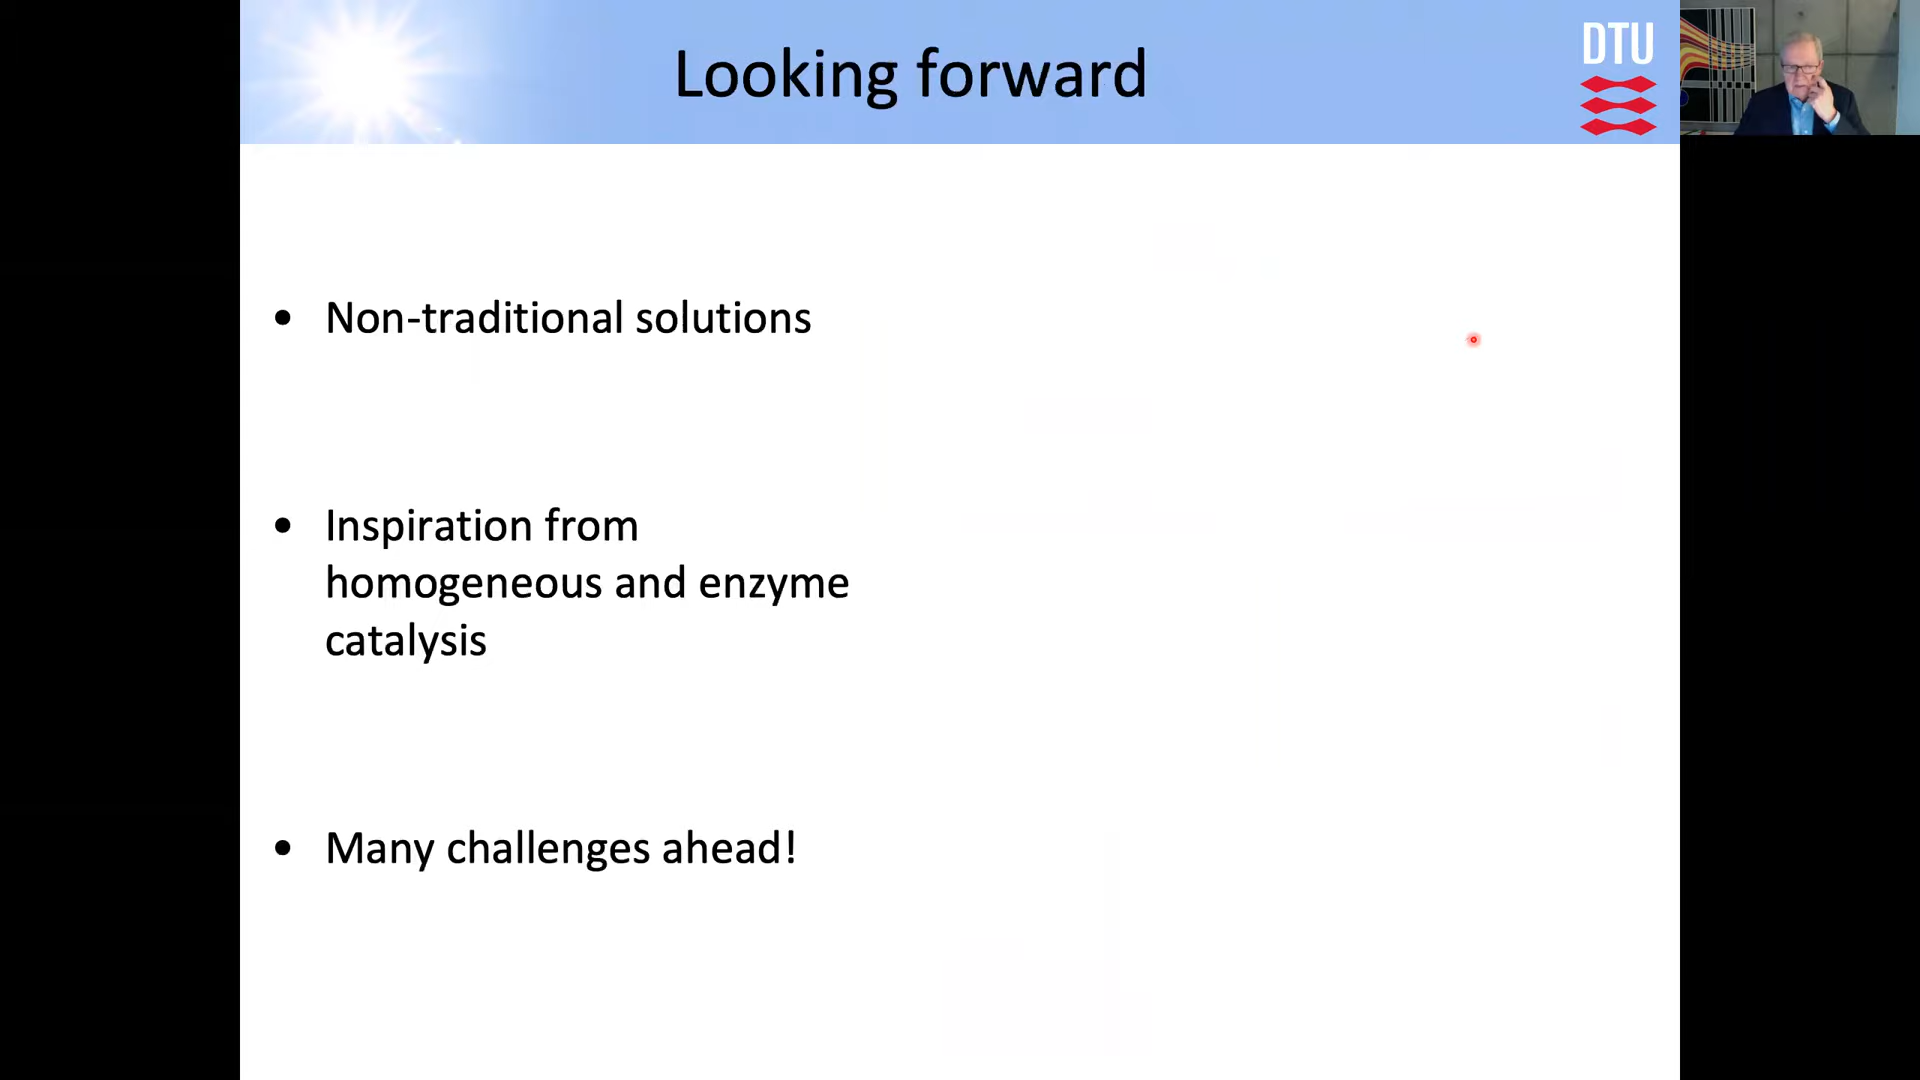 Looking forward
DTU
• Non-traditional solutions
• Inspiration from
homogeneous and enzyme
catalysis
• Many challenges ahead!